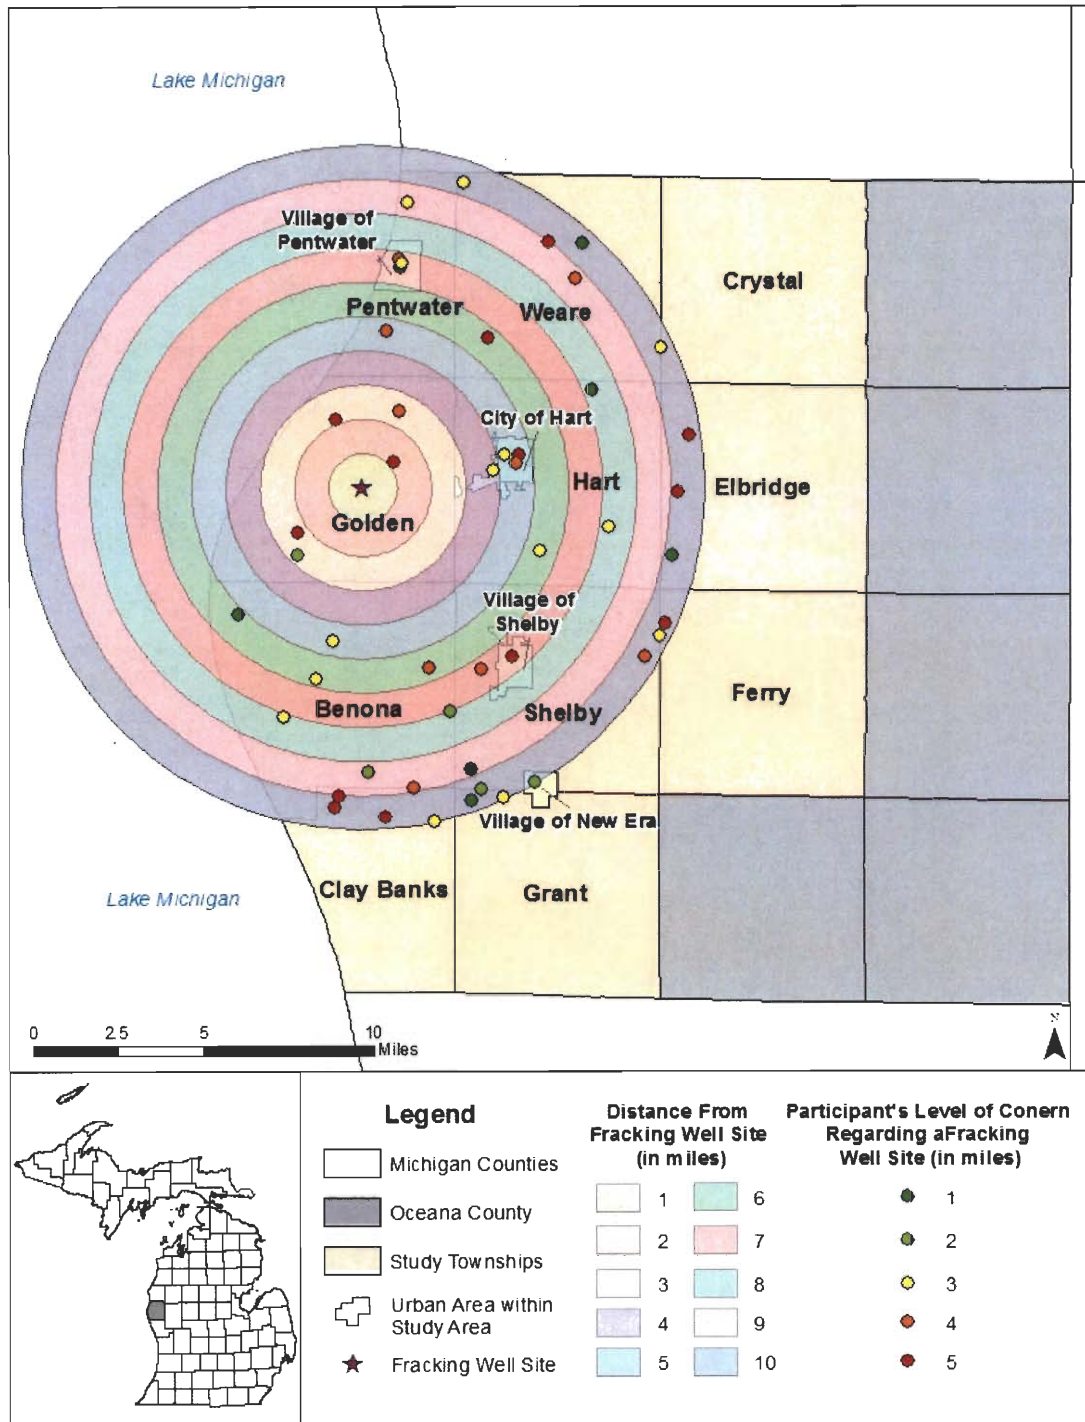 Lake Michigan
Village of
Pentwater
Pentwater
Weare
Crystal
City of Hart
Hart
Elbridge
Golden
Village of
Shelby
Ferry
Benona
Shelby
Village of New Era
Clay Banks
Grant
Lake Michigan
0 2.5 5 10
Miles
N
Legend
Michigan Counties
Oceana County
Study Townships
Urban Area within
Study Area
Fracking Well Site
Distance From
Fracking Well Site
(in miles)
1 6
2 7
3 8
4 9
5 10
Participant's Level of Conern
Regarding aFracking
Well Site (in miles)
1
2
3
4
5